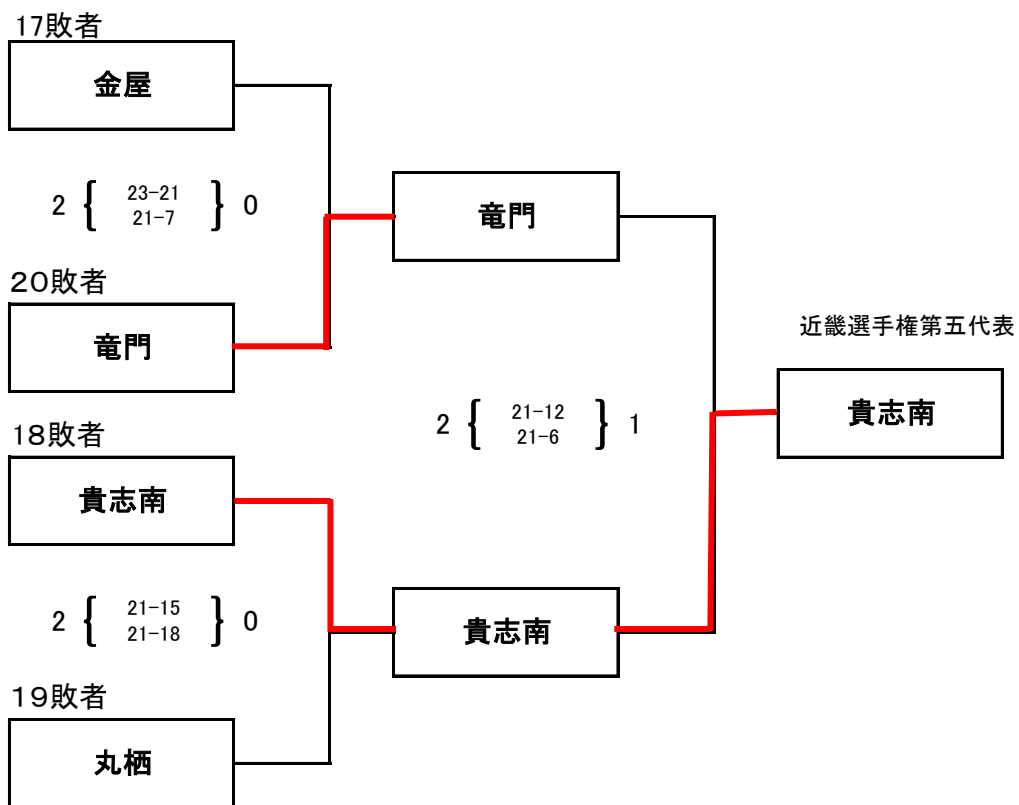 17敗者
金屋
2 { 23-21 } 0
21-7
20敗者
竜門
竜門
18敗者
貴志南
2 { 21-15 } 0
21-18
19敗者
丸栖
貴志南
2 { 21-12 } 1
21-6
近畿選手権第五代表
貴志南